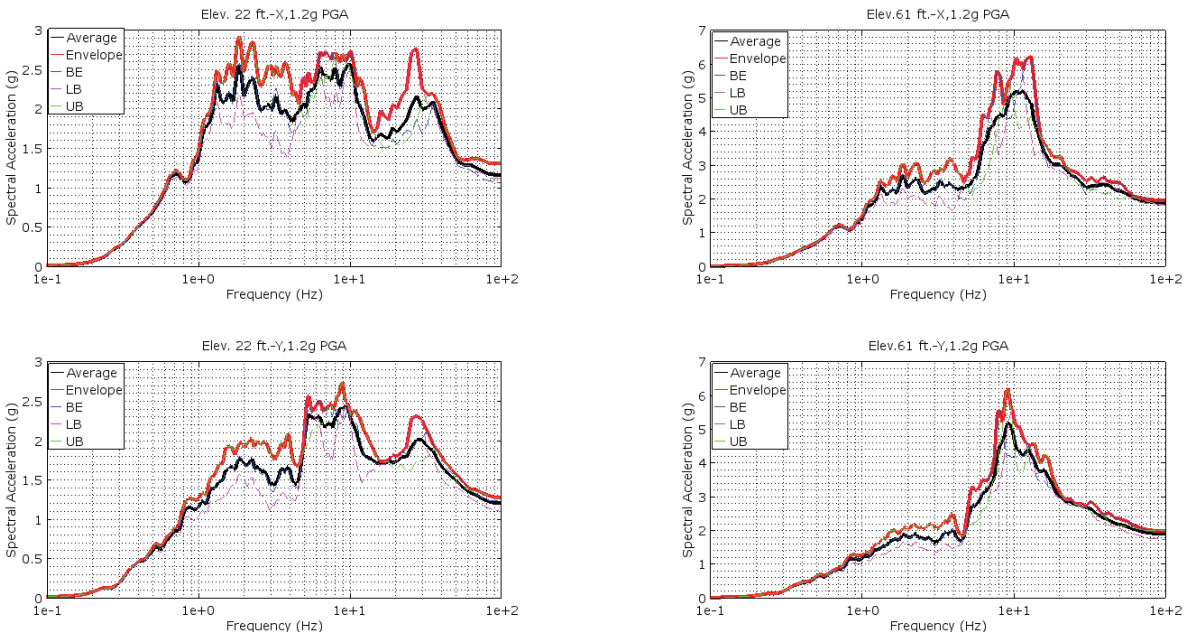 Elev. 22 ft.-X,1.2g PGA
Spectral Acceleration (g)
3
2.5
2
1.5
1
0.5
0
Average
Envelope
BE
LB
UB
1e-1 1e+0 1e+1 1e+2
Frequency (Hz)
Elev.61 ft.-X,1.2g PGA
Spectral Acceleration (g)
7
6
5
4
3
2
1
0
Average
Envelope
BE
LB
UB
1e-1 1e+0 1e+1 1e+2
Frequency (Hz)
Elev. 22 ft.-Y,1.2g PGA
Spectral Acceleration (g)
3
2.5
2
1.5
1
0.5
0
Average
Envelope
BE
LB
UB
1e-1 1e+0 1e+1 1e+2
Frequency (Hz)
Elev.61 ft.-Y,1.2g PGA
Spectral Acceleration (g)
7
6
5
4
3
2
1
0
Average
Envelope
BE
LB
UB
1e-1 1e+0 1e+1 1e+2
Frequency (Hz)